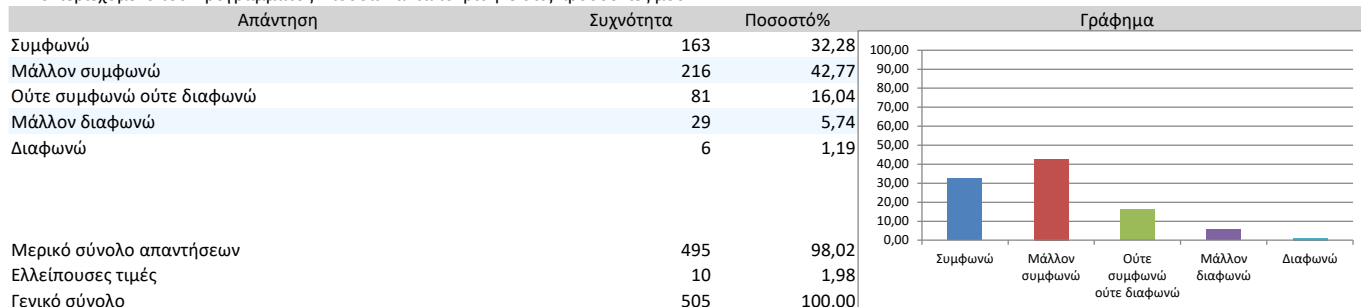 Απάντηση Συχνότητα Ποσοστό% Γράφημα
Συμφωνώ 163 32,28
Μάλλον συμφωνώ 216 42,77
Ούτε συμφωνώ ούτε διαφωνώ 81 16,04
Μάλλον διαφωνώ 29 5,74
Διαφωνώ 6 1,19
Μερικό σύνολο απαντήσεων 495 98,02
Ελλείπουσες τιμές 10 1,98
Γενικό σύνολο 505 100,00
100,00
90,00
80,00
70,00
60,00
50,00
40,00
30,00
20,00
10,00
0,00
Συμφωνώ Μάλλον Ούτε Μάλλον Διαφωνώ
συμφωνώ συμφωνώ διαφωνώ
ούτε διαφωνώ